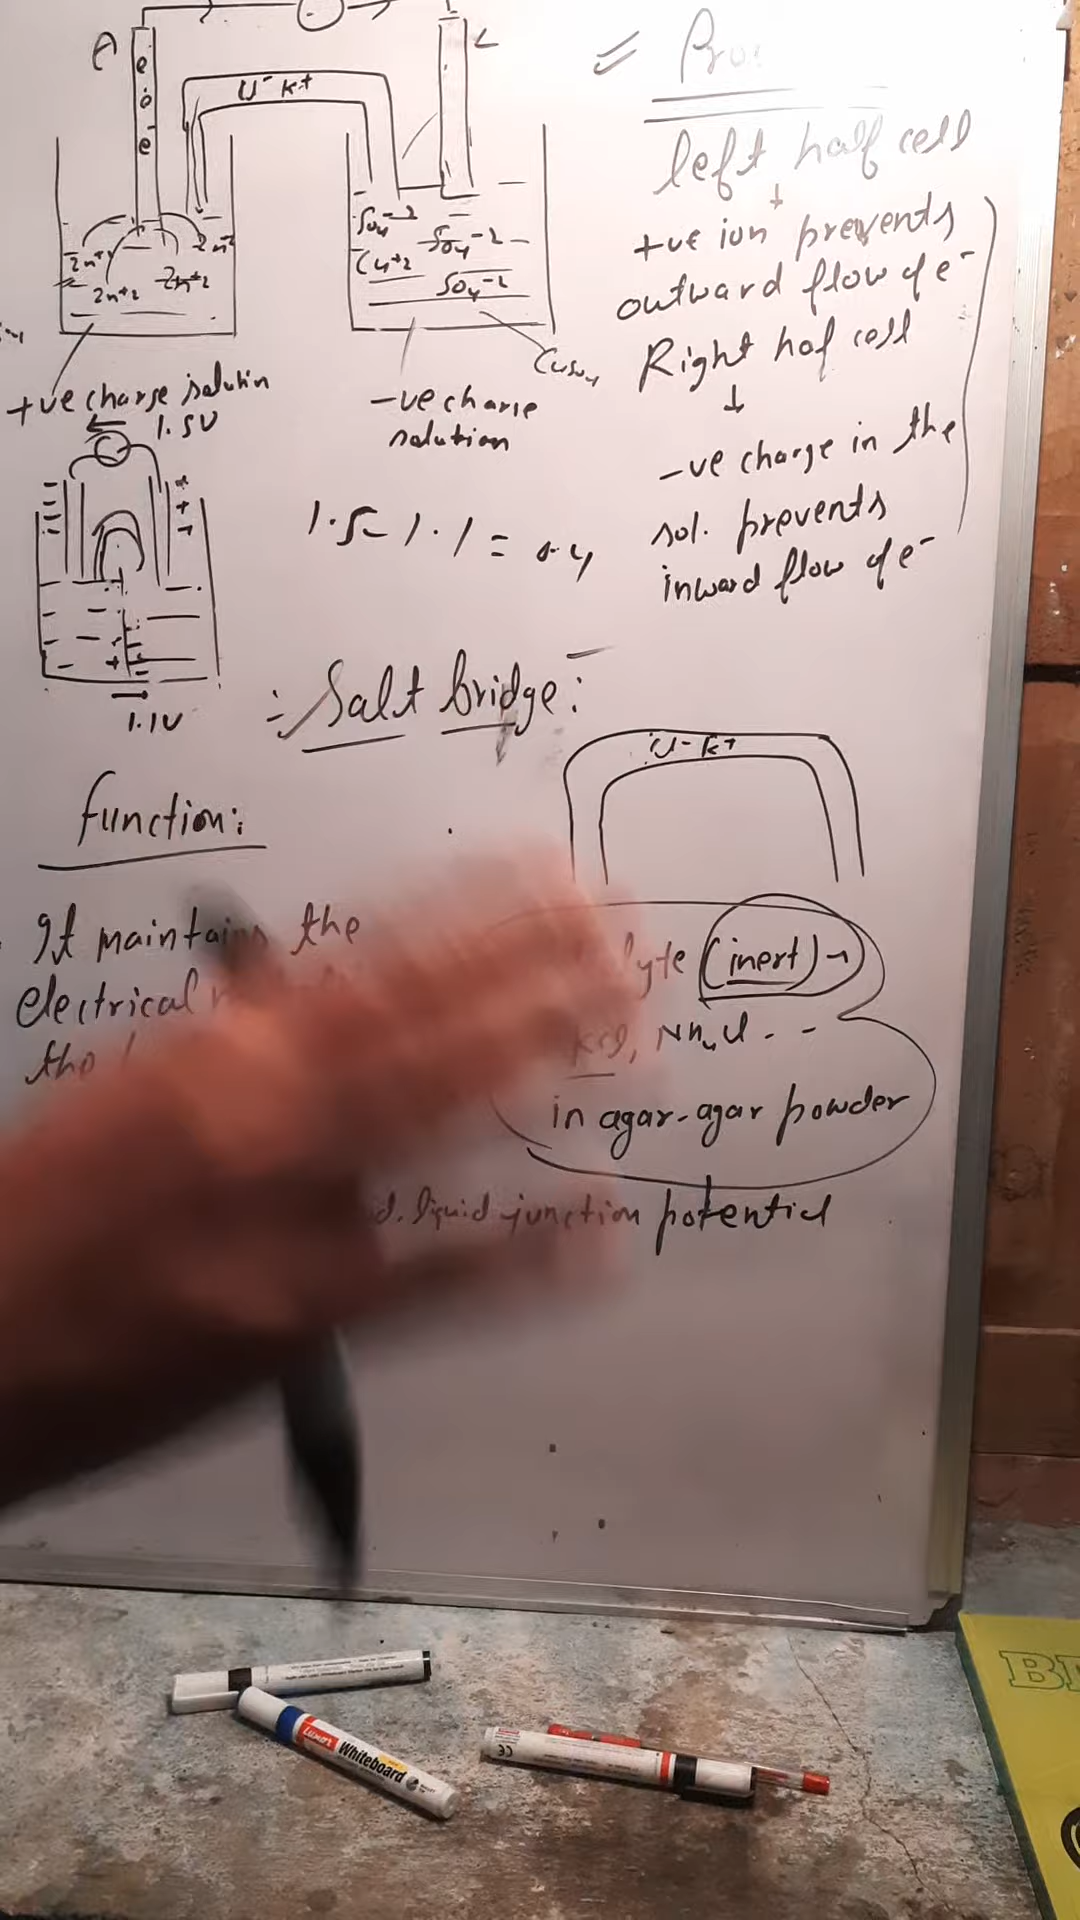 A
e
e
e
Cl⁻ K⁺
Zn⁺²
Zn⁺²
Zn⁺²
SO₄⁻²
Cu⁺²
SO₄⁻²
SO₄⁻²
CuSO₄
+ve charge solution
-ve charge
solution
left half cell
↓
+ve ion prevents
outward flow of e⁻
Right half cell
↓
-ve charge in the
sol. prevents
inward flow of e⁻
1.5V
1.1V
1.5 - 1.1 = 0.4
Salt bridge:
Cl⁻ K⁺
function:
It maintains the
electrical
the
(inert)
KCl, NH₄Cl - -
in agar-agar powder
liquid junction potential
Luxor
Whiteboard